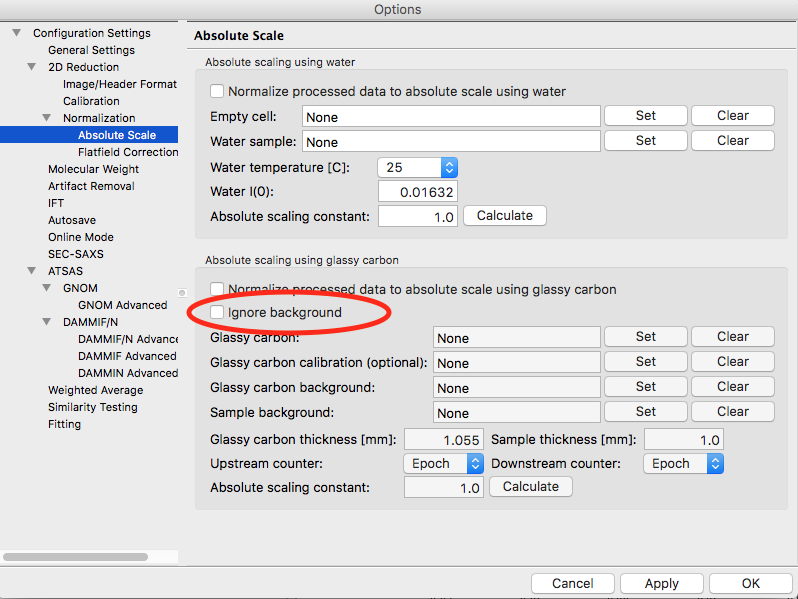 Options
Configuration Settings
General Settings
2D Reduction
Image/Header Format
Calibration
Normalization
Absolute Scale
Flatfield Correction
Molecular Weight
Artifact Removal
IFT
Autosave
Online Mode
SEC-SAXS
ATSAS
GNOM
GNOM Advanced
DAMMIF/N
DAMMIF/N Advance
DAMMIF Advanced
DAMMIN Advanced
Weighted Average
Similarity Testing
Fitting
Absolute Scale
Absolute scaling using water
Normalize processed data to absolute scale using water
Empty cell: None Set Clear
Water sample: None Set Clear
Water temperature [C]: 25
Water I(0): 0.01632
Absolute scaling constant: 1.0 Calculate
Absolute scaling using glassy carbon
Normalize processed data to absolute scale using glassy carbon
Ignore background
Glassy carbon: None Set Clear
Glassy carbon calibration (optional): None Set Clear
Glassy carbon background: None Set Clear
Sample background: None Set Clear
Glassy carbon thickness [mm]: 1.055 Sample thickness [mm]: 1.0
Upstream counter: Epoch Downstream counter: Epoch
Absolute scaling constant: 1.0 Calculate
Cancel Apply OK